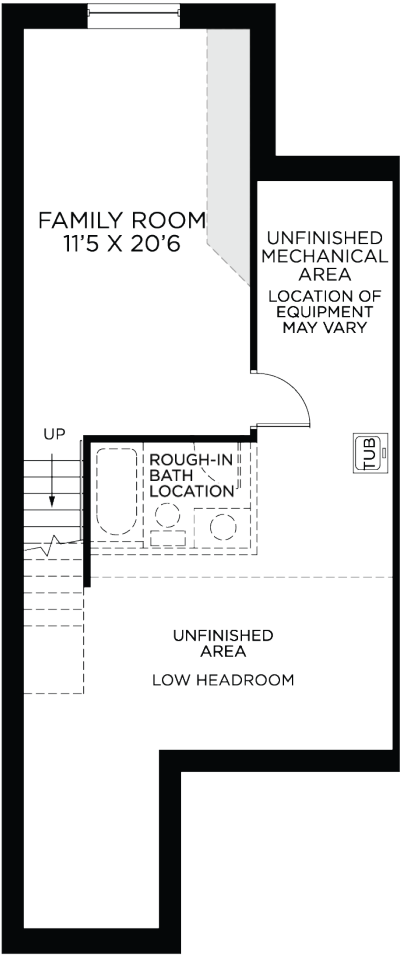 FAMILY ROOM
11'5 X 20'6
UNFINISHED
MECHANICAL
AREA
LOCATION OF
EQUIPMENT
MAY VARY
UP
ROUGH-IN
BATH
LOCATION
TUB
UNFINISHED
AREA
LOW HEADROOM